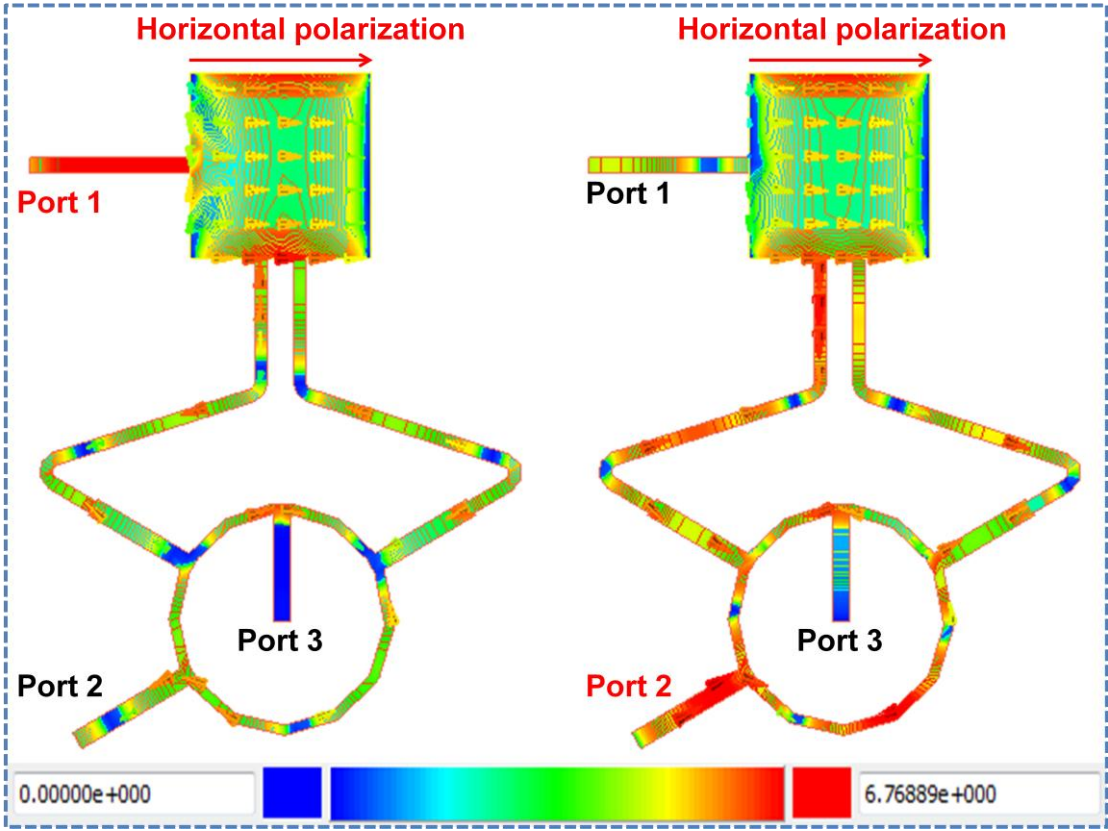 Horizontal polarization
Horizontal polarization
Port 1
Port 1
Port 3
Port 3
Port 2
Port 2
0.00000e+000
6.76889e+000